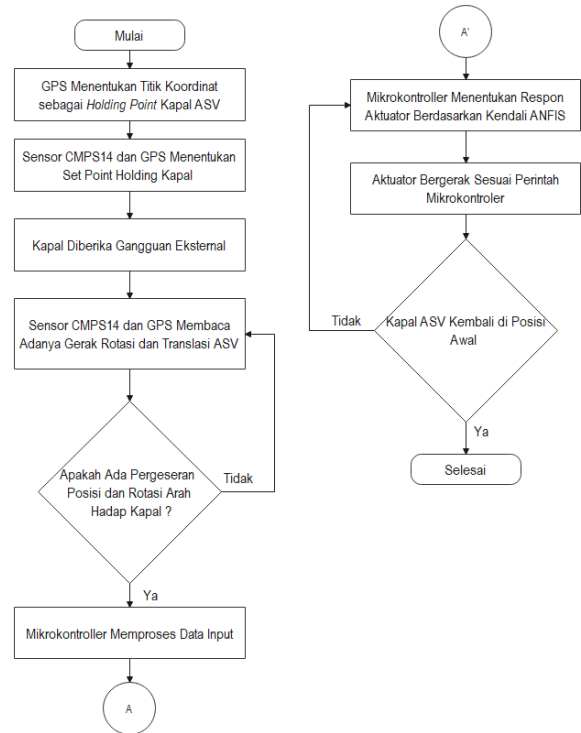 Mulai
GPS Menentukan Titik Koordinat
sebagai Holding Point Kapal ASV
Sensor CMPS14 dan GPS Menentukan
Set Point Holding Kapal
Kapal Diberika Gangguan Eksternal
Sensor CMPS14 dan GPS Membaca
Adanya Gerak Rotasi dan Translasi ASV
Apakah Ada Pergeseran
Posisi dan Rotasi Arah
Hadap Kapal ?
Tidak
Ya
Mikrokontroller Memproses Data Input
A
A'
Mikrokontroller Menentukan Respon
Aktuator Berdasarkan Kendali ANFIS
Aktuator Bergerak Sesuai Perintah
Mikrokontroler
Tidak
Kapal ASV Kembali di Posisi
Awal
Ya
Selesai